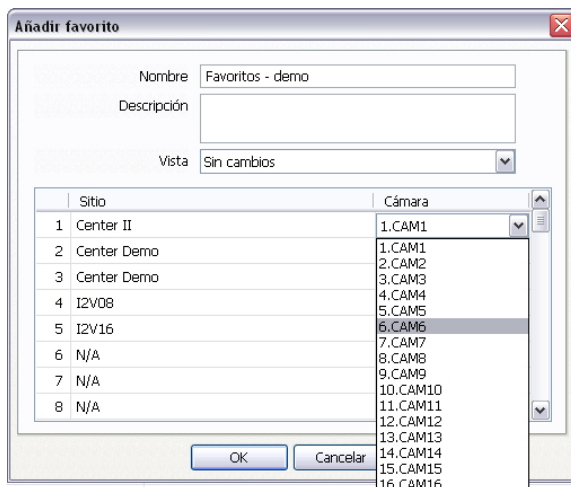 Añadir favorito
Nombre Favoritos - demo
Descripción
Vista Sin cambios
Sitio Cámara
1 Center II 1.CAM1
2 Center Demo
3 Center Demo
4 I2V08
5 I2V16
6 N/A
7 N/A
8 N/A
1.CAM1
2.CAM2
3.CAM3
4.CAM4
5.CAM5
6.CAM6
7.CAM7
8.CAM8
9.CAM9
10.CAM10
11.CAM11
12.CAM12
13.CAM13
14.CAM14
15.CAM15
16.CAM16
OK Cancelar